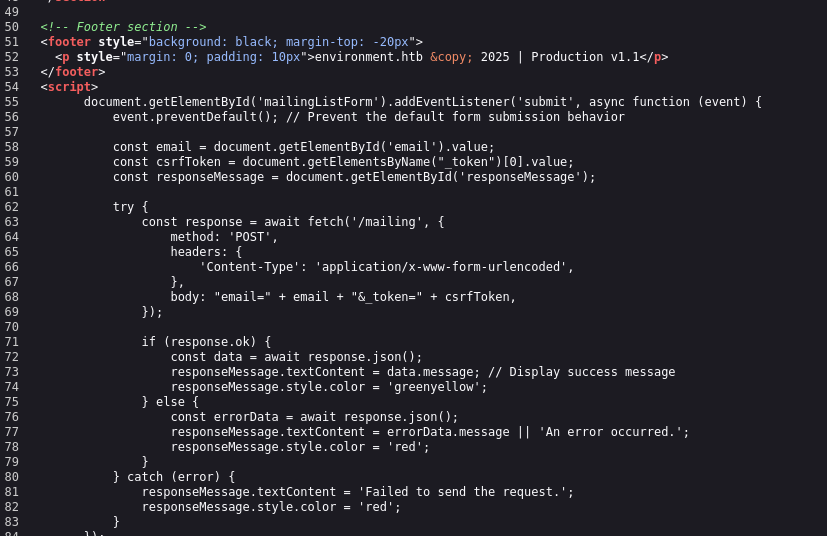 49
50 <!-- Footer section -->
51 <footer style="background: black; margin-top: -20px">
52 <p style="margin: 0; padding: 10px">environment.htb &copy; 2025 | Production v1.1</p>
53 </footer>
54 <script>
55 document.getElementById('mailingListForm').addEventListener('submit', async function (event) {
56 event.preventDefault(); // Prevent the default form submission behavior
57
58 const email = document.getElementById('email').value;
59 const csrfToken = document.getElementsByName("_token")[0].value;
60 const responseMessage = document.getElementById('responseMessage');
61
62 try {
63 const response = await fetch('/mailing', {
64 method: 'POST',
65 headers: {
66 'Content-Type': 'application/x-www-form-urlencoded',
67 },
68 body: "email=" + email + "&_token=" + csrfToken,
69 });
70
71 if (response.ok) {
72 const data = await response.json();
73 responseMessage.textContent = data.message; // Display success message
74 responseMessage.style.color = 'greenyellow';
75 } else {
76 const errorData = await response.json();
77 responseMessage.textContent = errorData.message || 'An error occurred.';
78 responseMessage.style.color = 'red';
79 }
80 } catch (error) {
81 responseMessage.textContent = 'Failed to send the request.';
82 responseMessage.style.color = 'red';
83 }
84 });